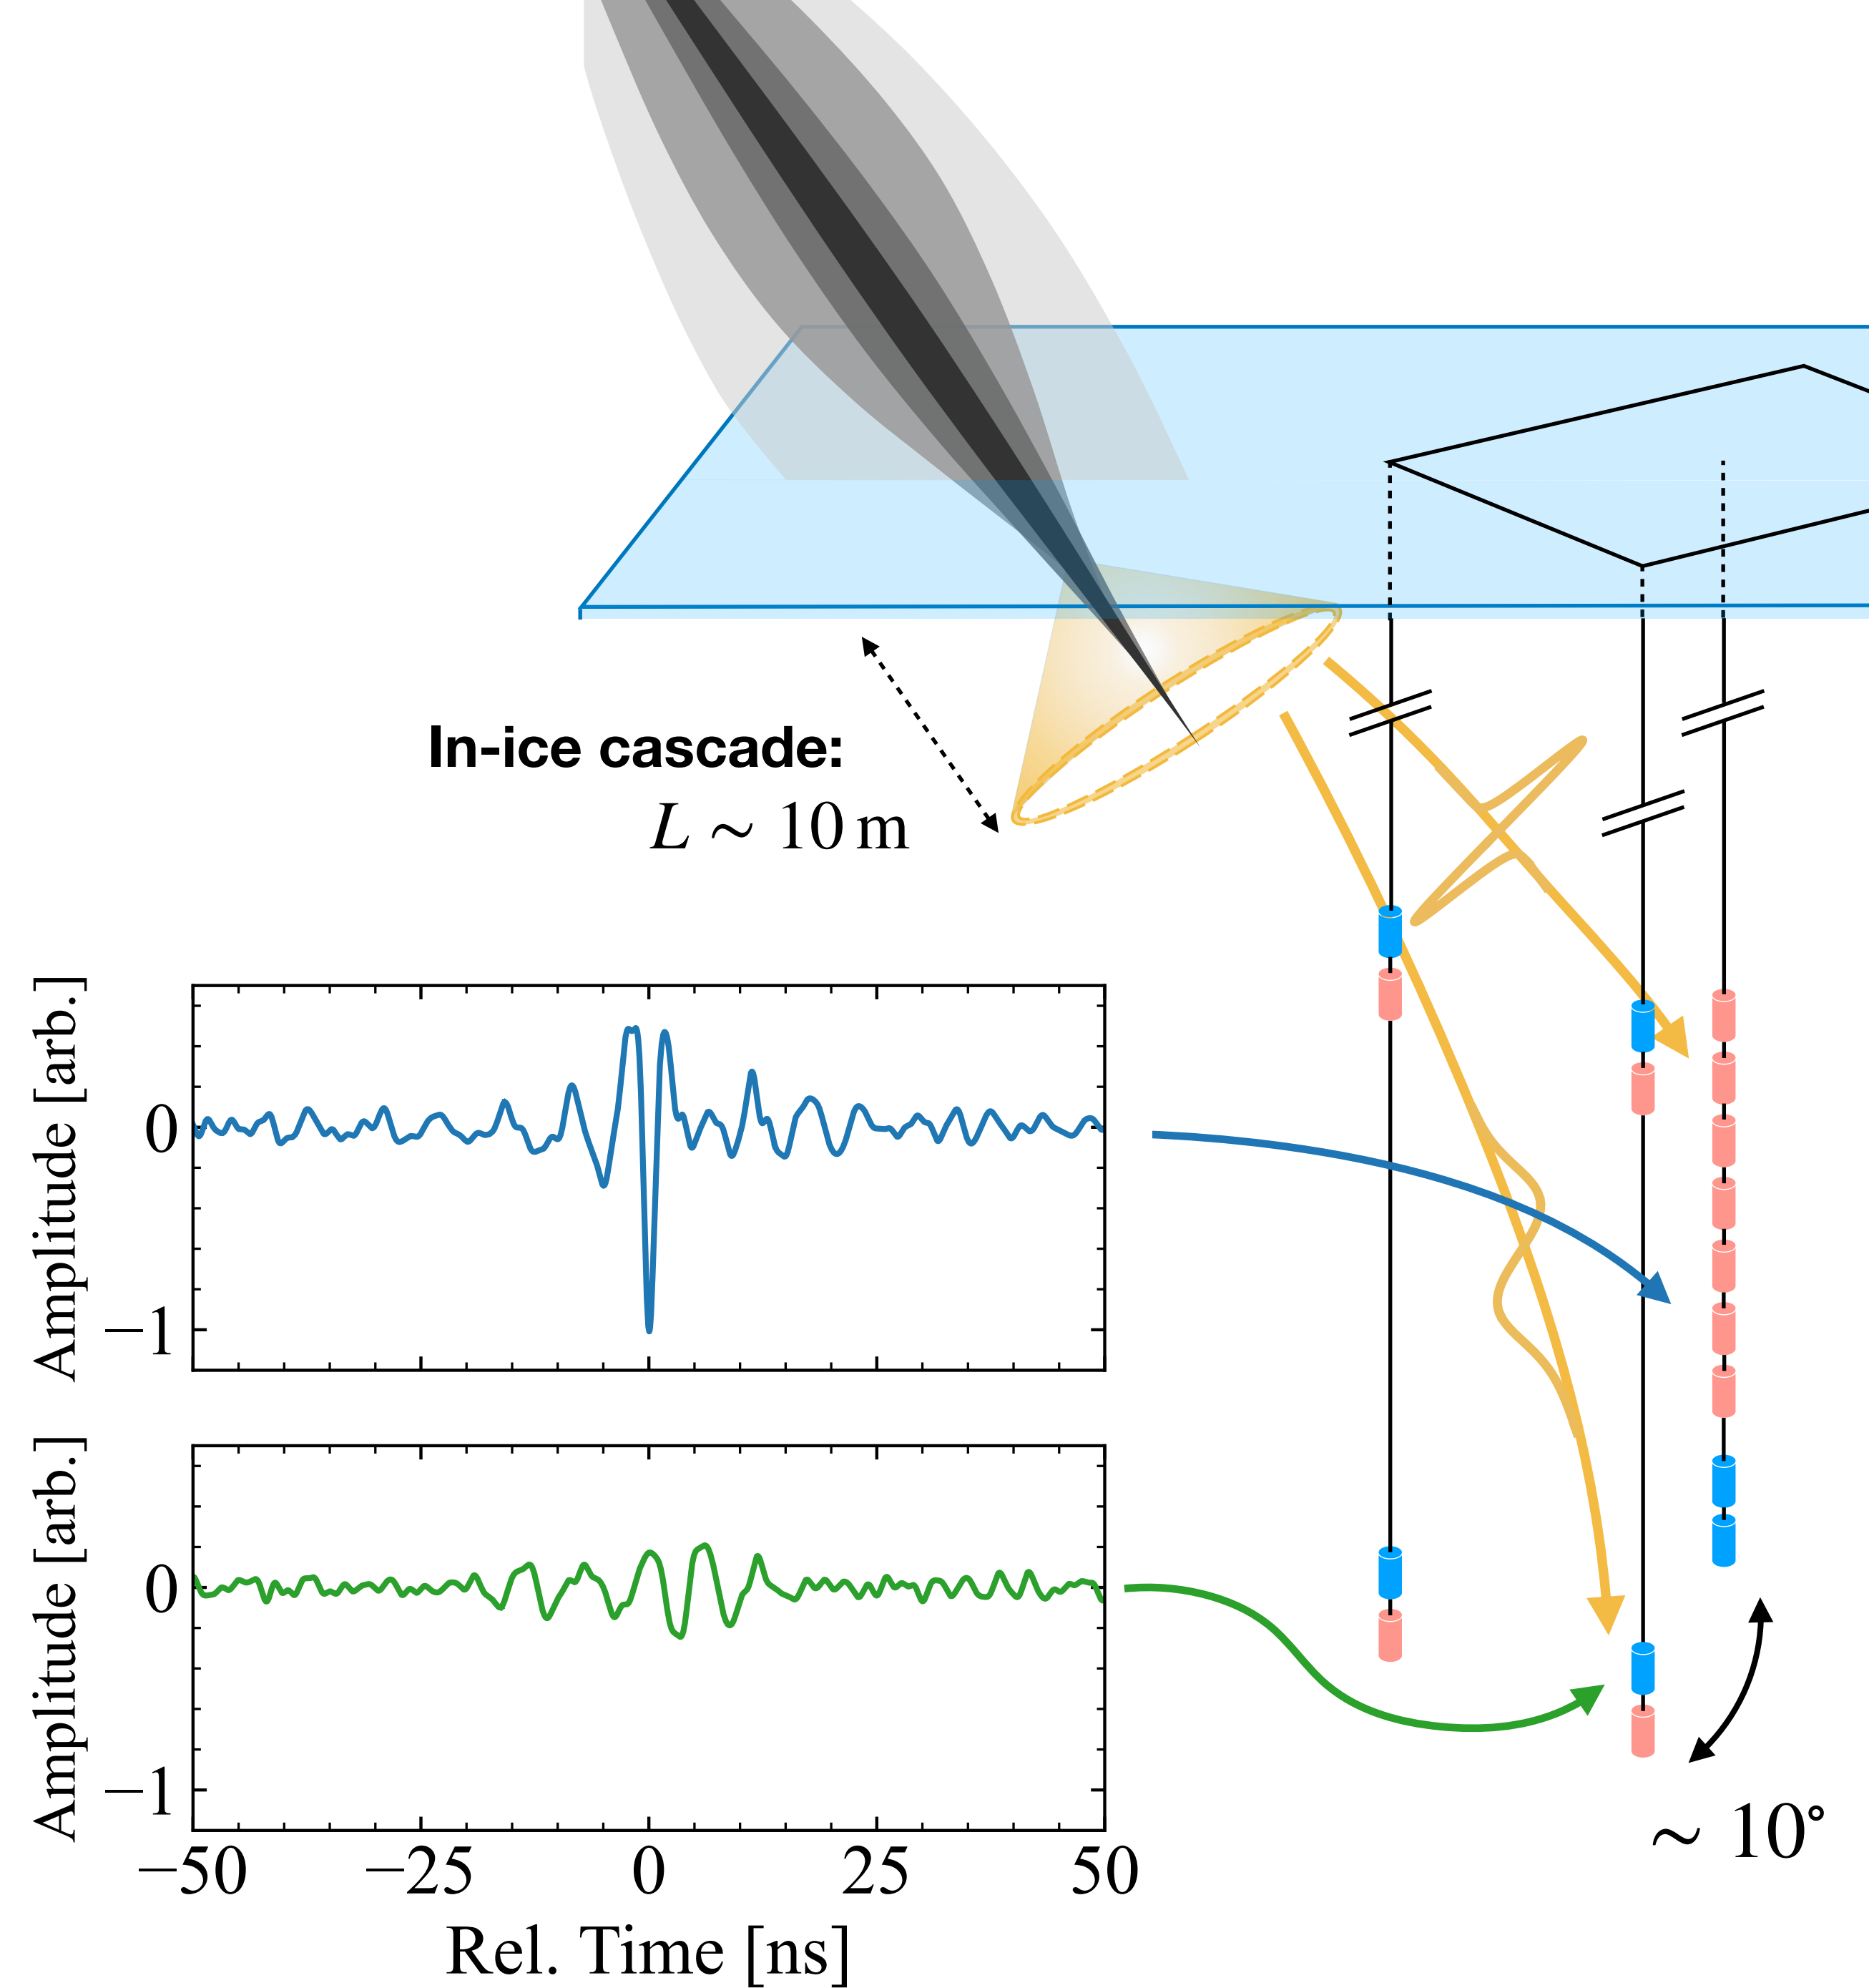 In-ice cascade:
L ∼ 10 m
Amplitude [arb.]
0
−1
Amplitude [arb.]
0
−1
−50 −25 0 25 50
Rel. Time [ns]
∼ 10°